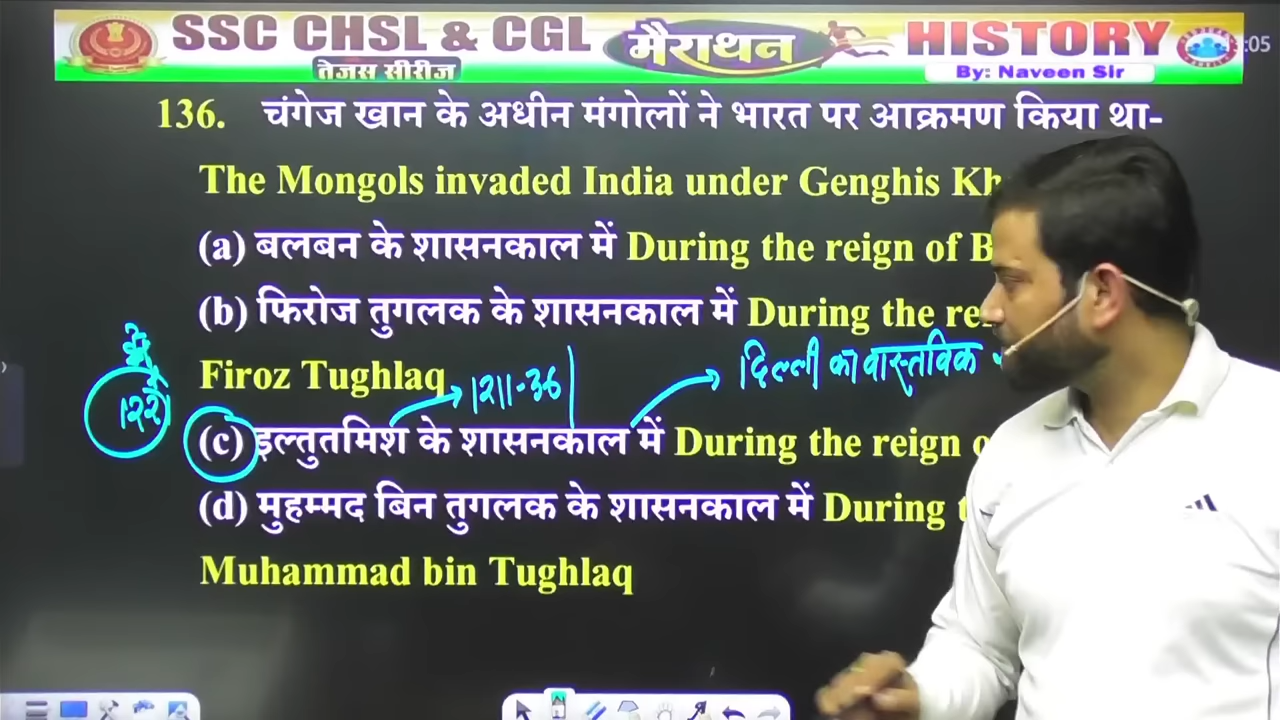 SSC CHSL & CGL
तेजस सीरीज
मैराथन
HISTORY
By: Naveen Sir
:05
136. चंगेज खान के अधीन मंगोलों ने भारत पर आक्रमण किया था-
The Mongols invaded India under Genghis Kh
(a) बलबन के शासनकाल में During the reign of B
(b) फिरोज तुगलक के शासनकाल में During the re
Firoz Tughlaq
1211-36
दिल्ली का वास्तविक
(c) इल्तुतमिश के शासनकाल में During the reign o
(d) मुहम्मद बिन तुगलक के शासनकाल में During t
Muhammad bin Tughlaq